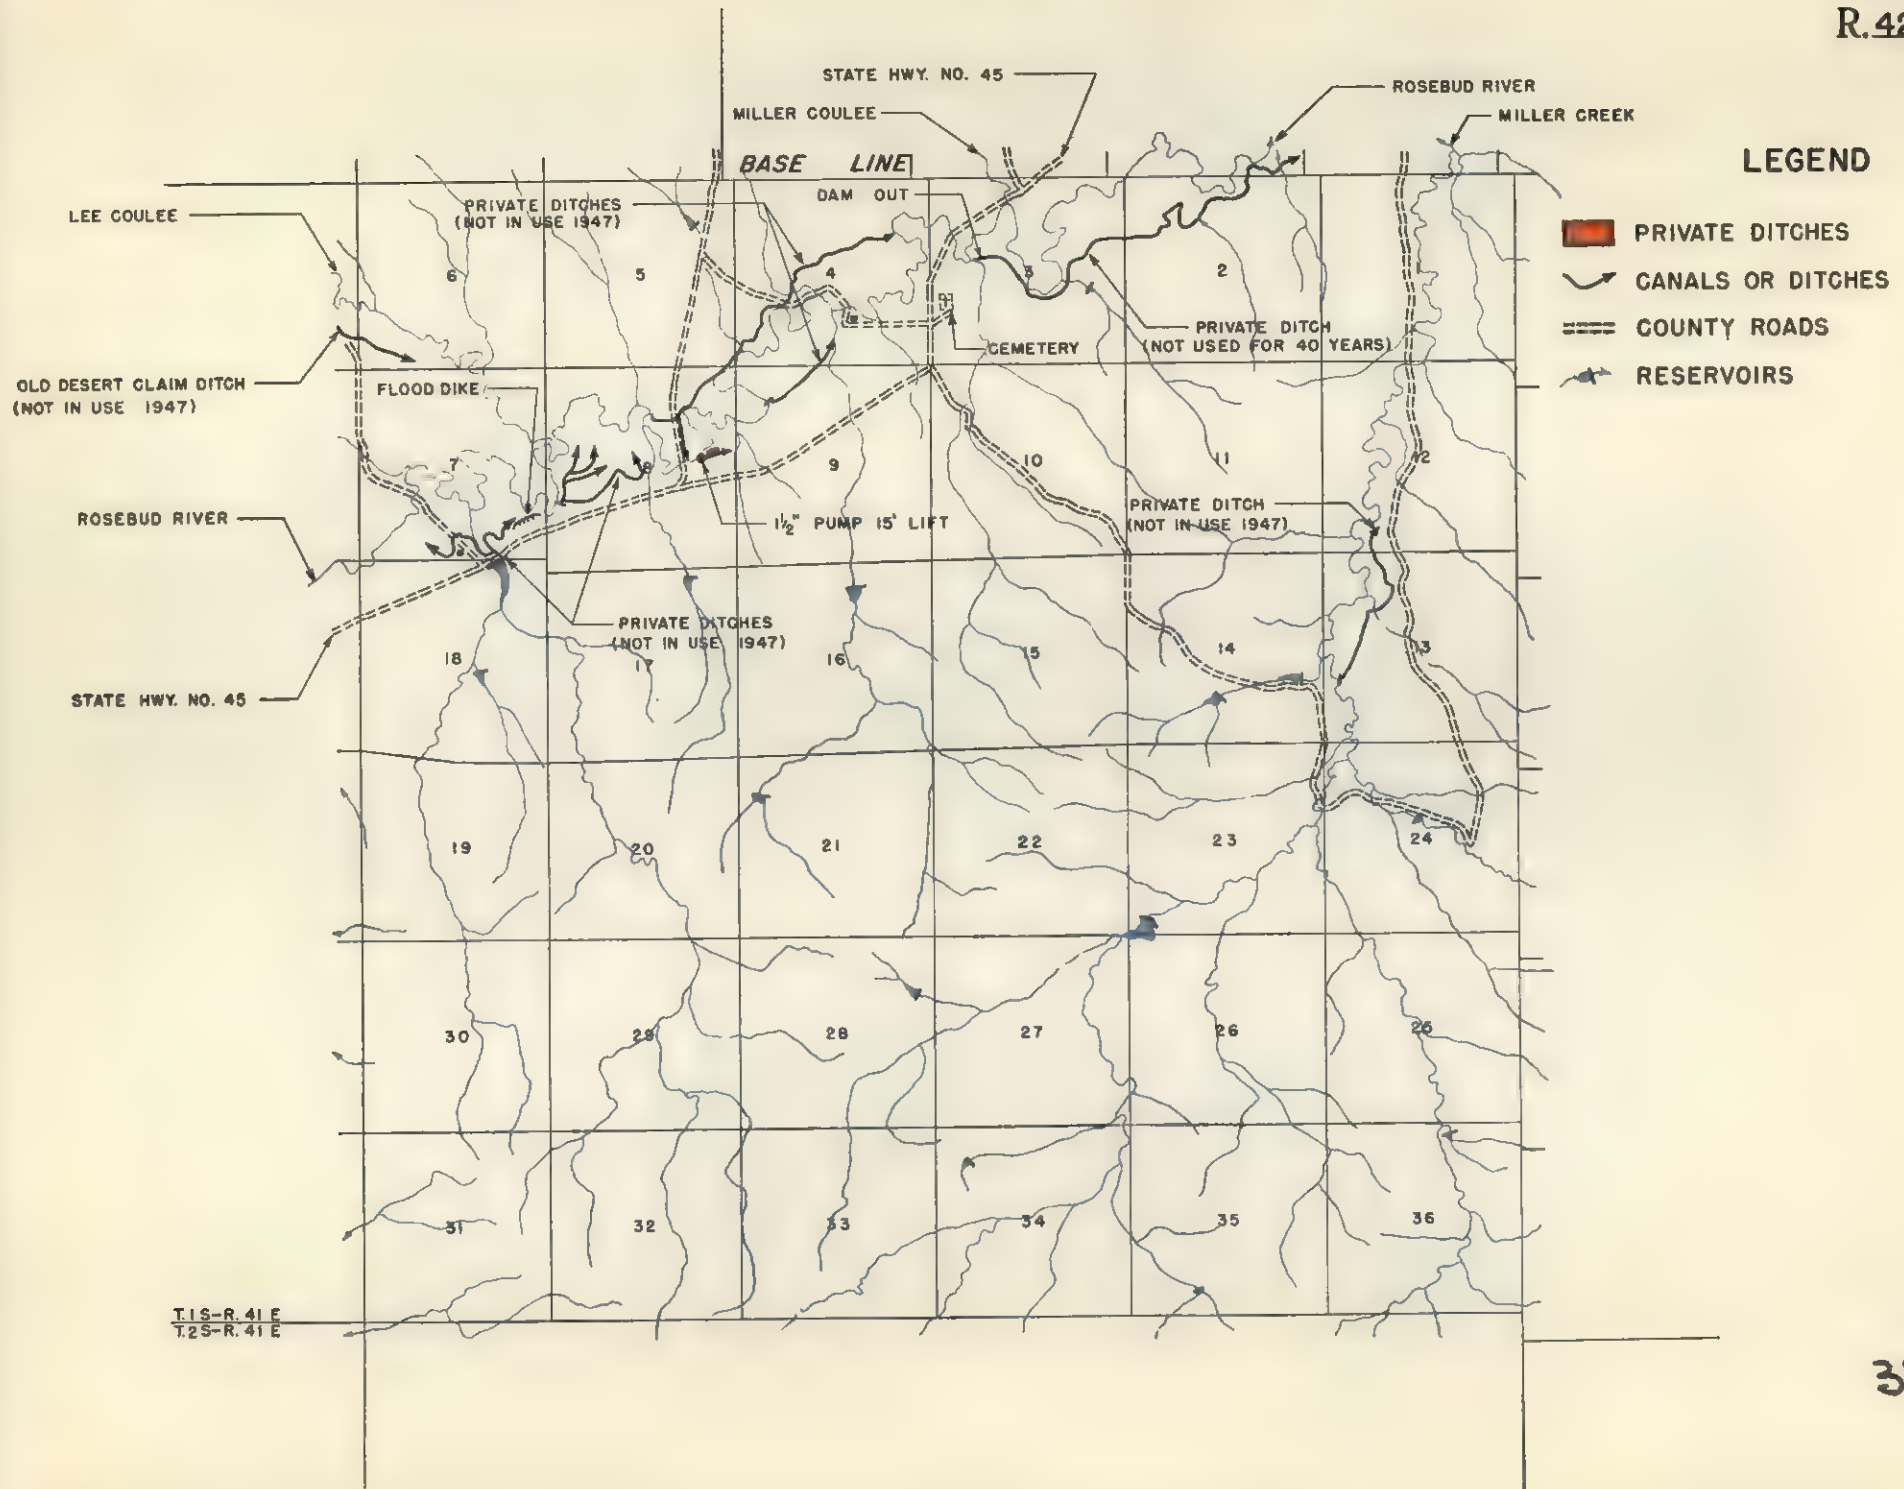 R.42
STATE HWY. NO. 45
ROSEBUD RIVER
MILLER COULEE
MILLER CREEK
BASE LINE
LEGEND
DAM OUT
PRIVATE DITCHES
(NOT IN USE 1947)
LEE COULEE
PRIVATE DITCHES
CANALS OR DITCHES
COUNTY ROADS
RESERVOIRS
6
5
4
3
2
1
PRIVATE DITCH
(NOT USED FOR 40 YEARS)
CEMETERY
OLD DESERT CLAIM DITCH
(NOT IN USE 1947)
FLOOD DIKE
7
8
9
10
11
12
ROSEBUD RIVER
1½" PUMP 15' LIFT
PRIVATE DITCH
(NOT IN USE 1947)
PRIVATE DITCHES
(NOT IN USE 1947)
18
17
16
15
14
13
STATE HWY. NO. 45
19
20
21
22
23
24
30
29
28
27
26
25
31
32
33
34
35
36
T.1S-R.41E
T.2S-R.41E